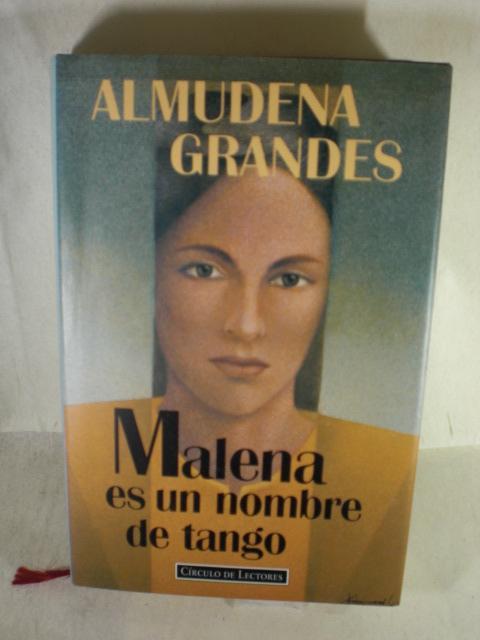 ALMUDENA
GRANDES
Malena
es un nombre
de tango
CÍRCULO DE LECTORES